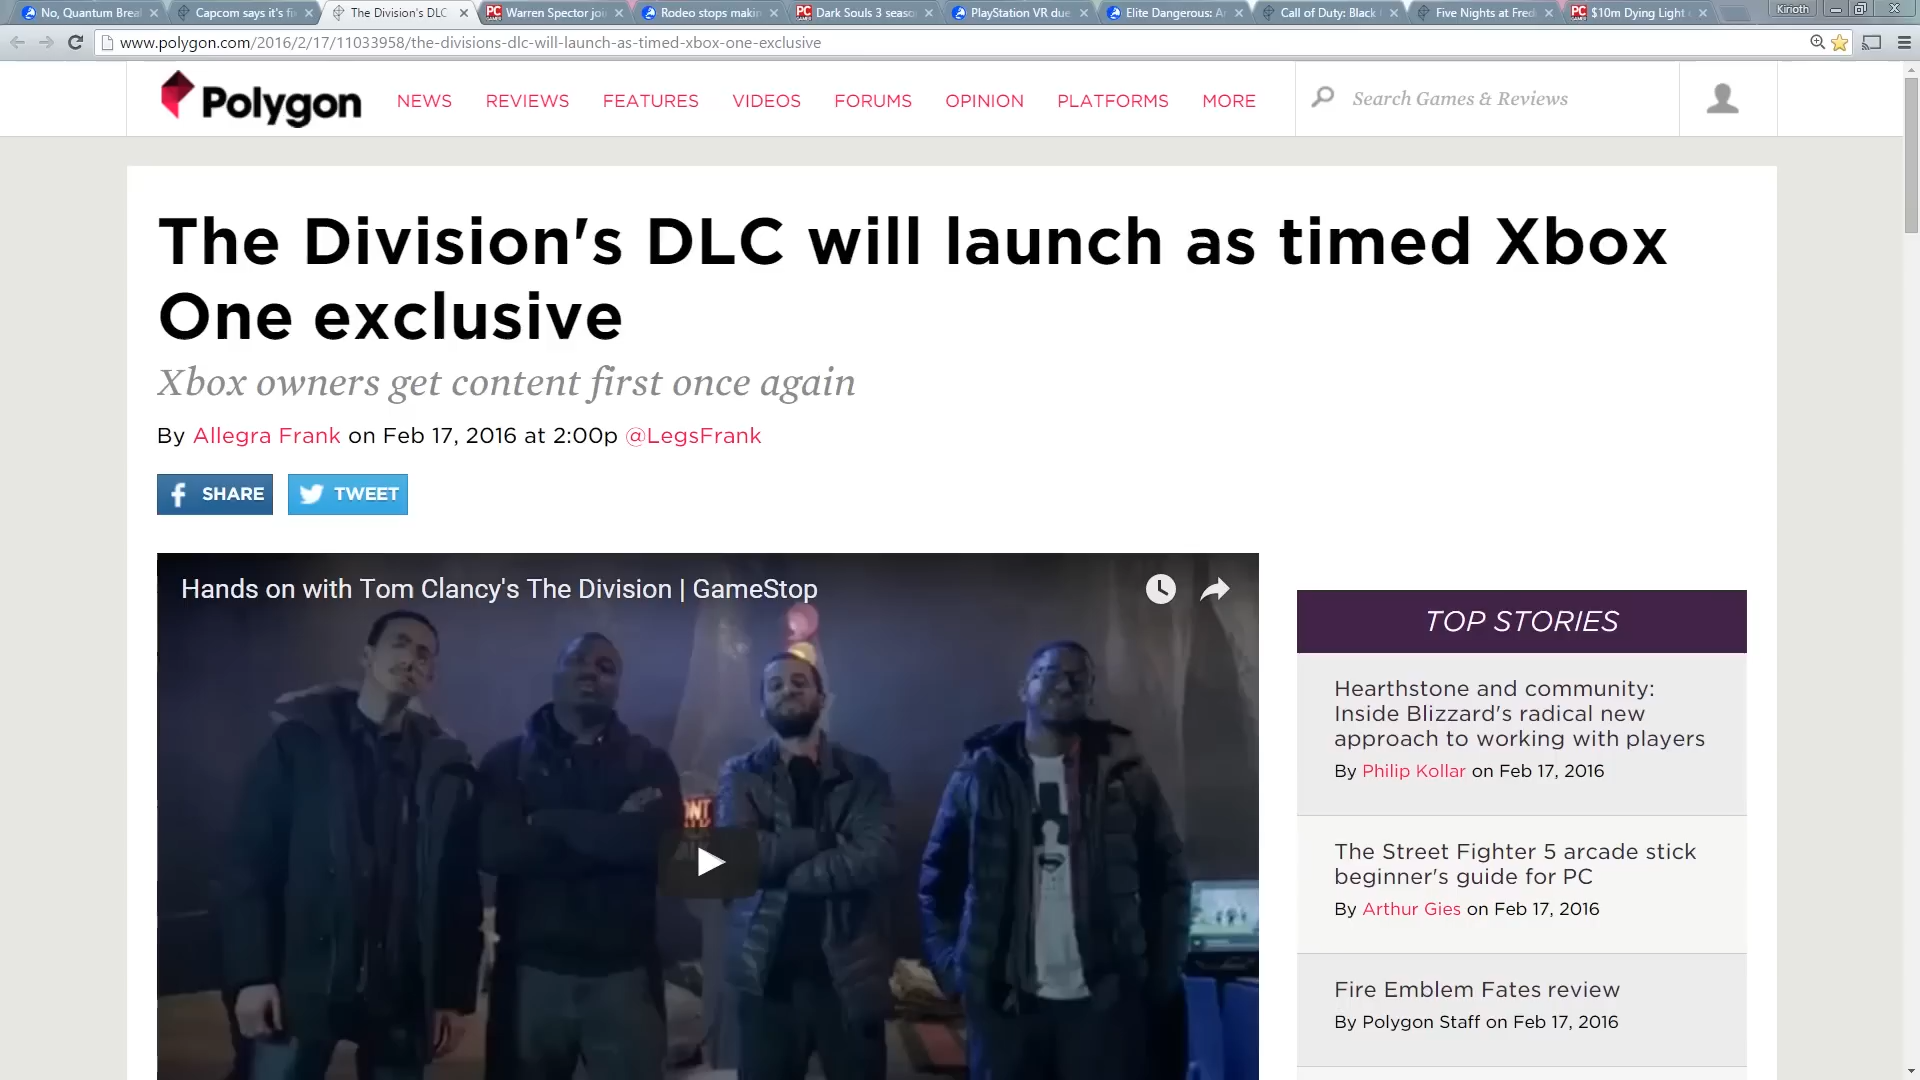 No, Quantum Brea
Capcom says it's fi
The Division's DLC
Warren Spector joi
Rodeo stops makin
Dark Souls 3 seaso
PlayStation VR due
Elite Dangerous: A
Call of Duty: Black
Five Nights at Fred
$10m Dying Light
Kirioth
www.polygon.com/2016/2/17/11033958/the-divisions-dlc-will-launch-as-timed-xbox-one-exclusive
Polygon
NEWS
REVIEWS
FEATURES
VIDEOS
FORUMS
OPINION
PLATFORMS
MORE
Search Games & Reviews
The Division's DLC will launch as timed Xbox
One exclusive
Xbox owners get content first once again
By Allegra Frank on Feb 17, 2016 at 2:00p @LegsFrank
SHARE
TWEET
Hands on with Tom Clancy's The Division | GameStop
TOP STORIES
Hearthstone and community:
Inside Blizzard's radical new
approach to working with players
By Philip Kollar on Feb 17, 2016
The Street Fighter 5 arcade stick
beginner's guide for PC
By Arthur Gies on Feb 17, 2016
Fire Emblem Fates review
By Polygon Staff on Feb 17, 2016